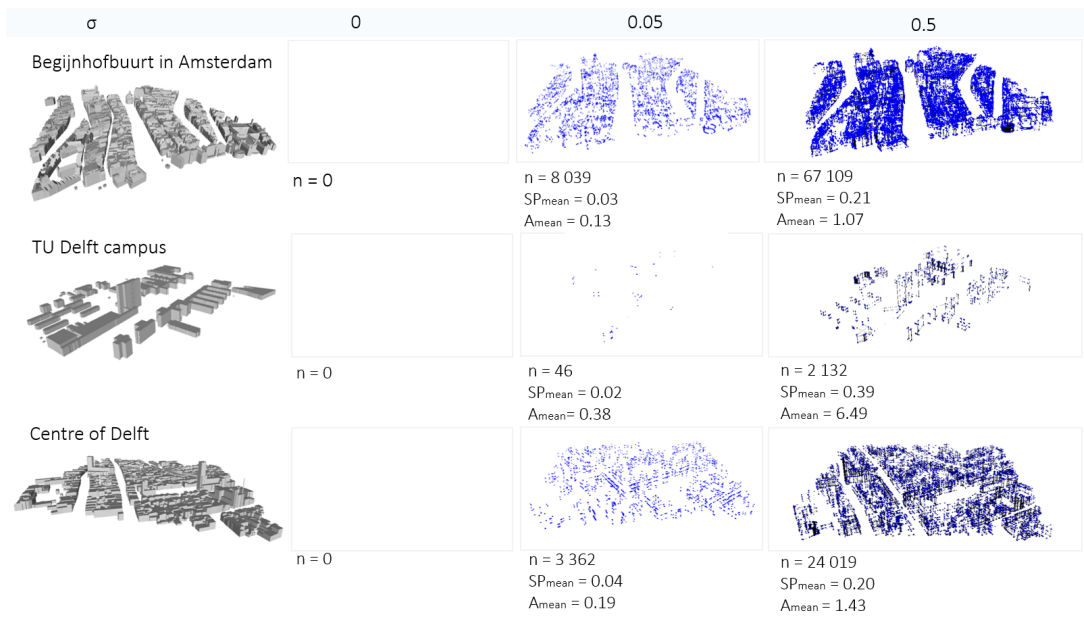 σ 0 0.05 0.5
Begijnhofbuurt in Amsterdam
n = 0
n = 8 039
SPmean = 0.03
Amean = 0.13
n = 67 109
SPmean = 0.21
Amean = 1.07
TU Delft campus
n = 0
n = 46
SPmean = 0.02
Amean= 0.38
n = 2 132
SPmean = 0.39
Amean = 6.49
Centre of Delft
n = 0
n = 3 362
SPmean = 0.04
Amean = 0.19
n = 24 019
SPmean = 0.20
Amean = 1.43